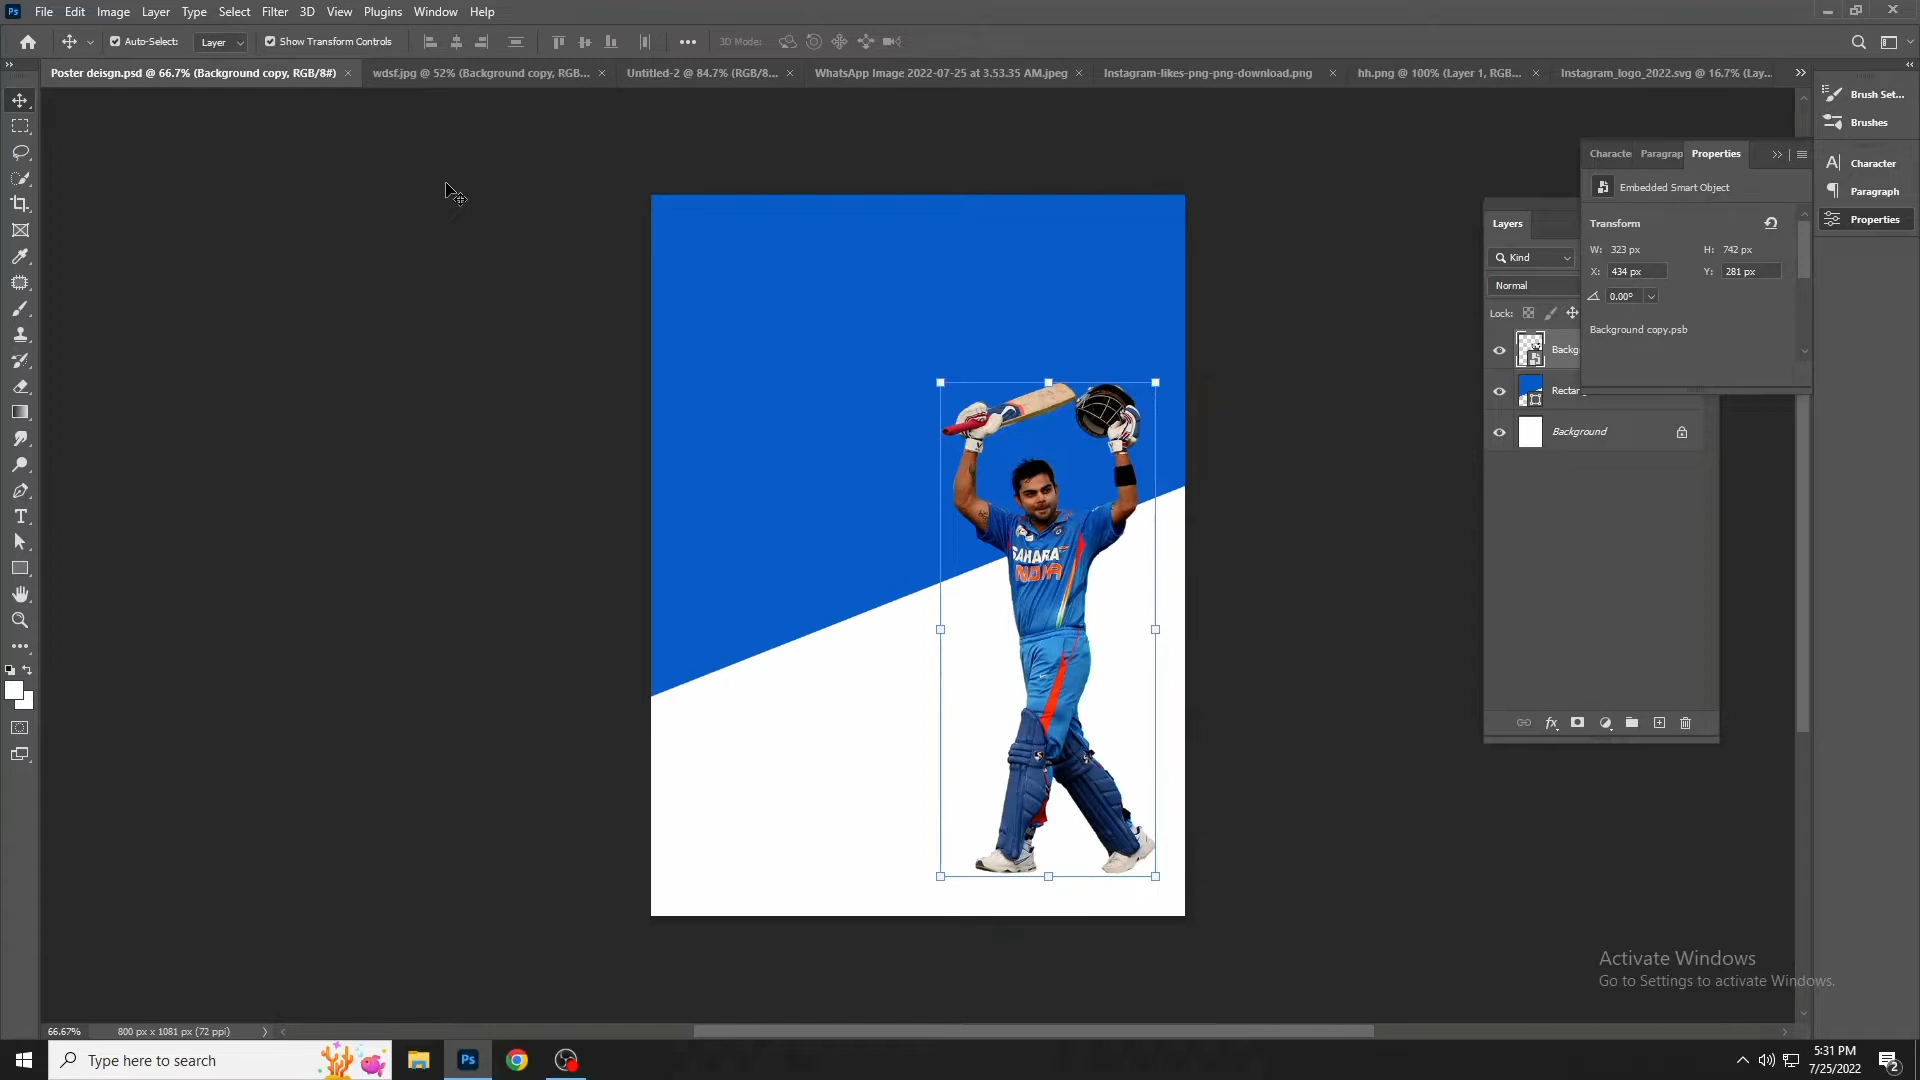 Ps File Edit Image Layer Type Select Filter 3D View Plugins Window Help
Auto-Select: Layer Show Transform Controls 3D Mode:
Poster deisgn.psd @ 66.7% (Background copy, RGB/8#) × wdsf.jpg @ 52% (Background copy, RGB... × Untitled-2 @ 84.7% (RGB/8... × WhatsApp Image 2022-07-25 at 3.53.35 AM.jpeg × Instagram-likes-png-png-download.png × hh.png @ 100% (Layer 1, RGB... × Instagram_logo_2022.svg @ 16.7% (Lay...
Brush Set...
Brushes
Character
Paragraph
Properties
Characte Paragrap Properties
Embedded Smart Object
Transform
W: 323 px H: 742 px
X: 434 px Y: 281 px
0.00°
Background copy.psb
Layers
Kind
Normal
Lock:
Backg
Rectan
Background
fx
SAHARA
INDIA
Activate Windows
Go to Settings to activate Windows.
66.67% 800 px x 1081 px (72 ppi)
Type here to search
Ps
5:31 PM
7/25/2022
2